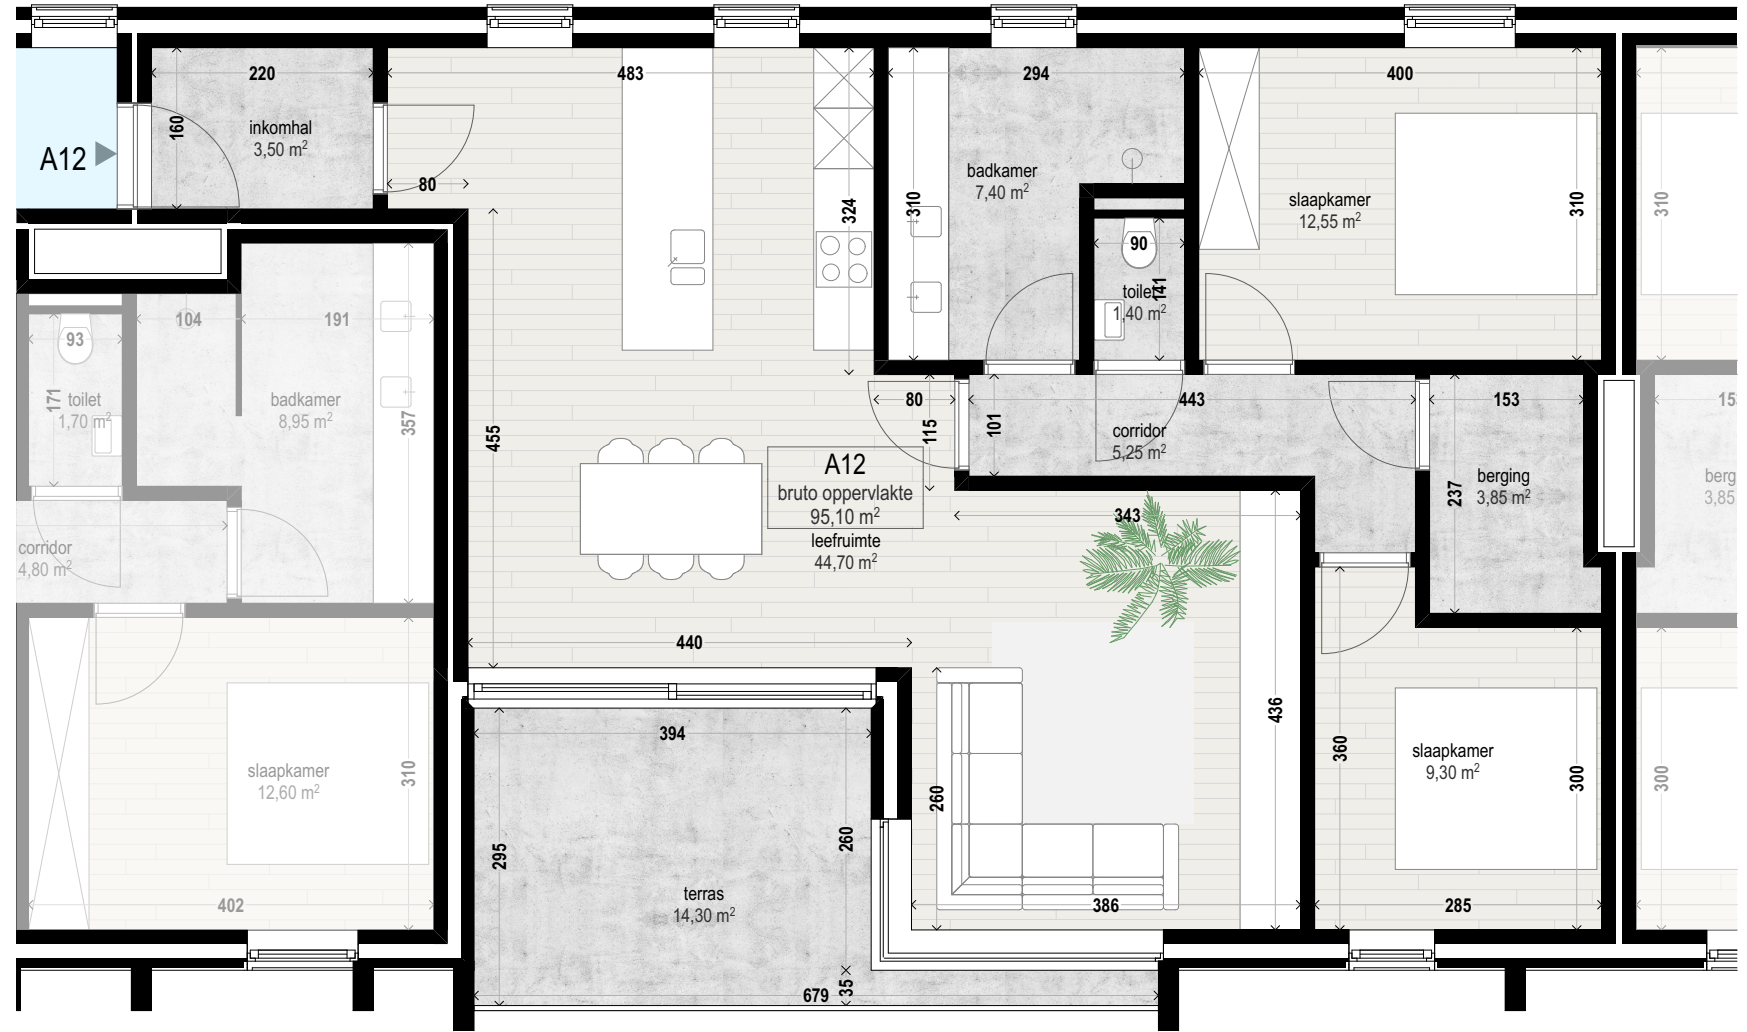 220
483
294
400
A12
160
inkomhal
3,50 m²
80
324
310
badkamer
7,40 m²
slaapkamer
12,55 m²
310
310
90
141
toilet
1,40 m²
104
191
93
171
toilet
1,70 m²
badkamer
8,95 m²
357
455
80
115
101
443
corridor
5,25 m²
153
237
berging
3,85 m²
A12
bruto oppervlakte
95,10 m²
leefruimte
44,70 m²
343
corridor
4,80 m²
440
436
360
394
slaapkamer
12,60 m²
310
slaapkamer
9,30 m²
300
300
295
260
260
terras
14,30 m²
402
386
285
679
35
3,85